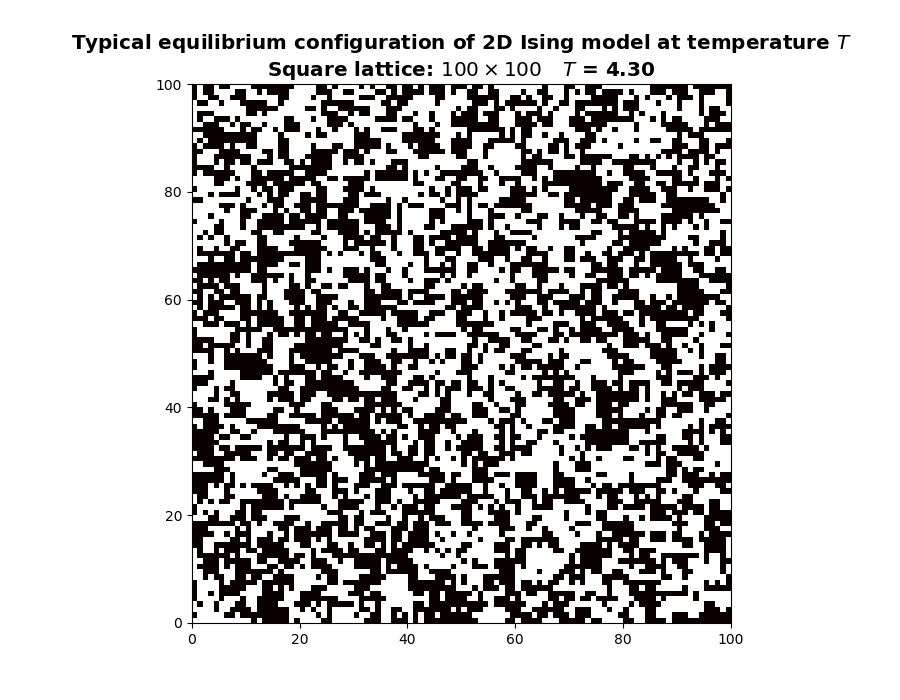 Typical equilibrium configuration of 2D Ising model at temperature T
Square lattice: 100 × 100 T = 4.30
100
80
60
40
20
0
0 20 40 60 80 100